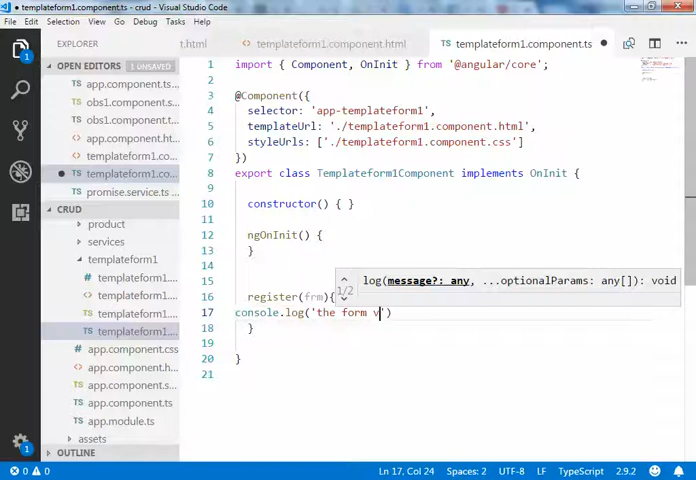 templateform1.component.ts - crud - Visual Studio Code
File Edit Selection View Go Debug Tasks Help
EXPLORER
t.html
templateform1.component.html
templateform1.component.ts
OPEN EDITORS 1 UNSAVED
app.component.ts...
obs1.component.s...
obs1.component.t...
app.component.ht...
templateform1.co...
templateform1.co...
promise.service.ts
CRUD
product
services
templateform1
templateform1....
templateform1....
templateform1....
templateform1....
app.component.css
app.component.h...
app.component.s...
app.component.ts
app.module.ts
assets
OUTLINE
1 import { Component, OnInit } from '@angular/core';
2
3 @Component({
4 selector: 'app-templateform1',
5 templateUrl: './templateform1.component.html',
6 styleUrls: ['./templateform1.component.css']
7 })
8 export class Templateform1Component implements OnInit {
9
10 constructor() { }
11
12 ngOnInit() {
13 }
14
15
16 register(frm){
17 console.log('the form v')
18 }
19
20 }
21
1/2 log(message?: any, ...optionalParams: any[]): void
1
1
0 0
Ln 17, Col 24 Spaces: 2 UTF-8 LF TypeScript 2.9.2